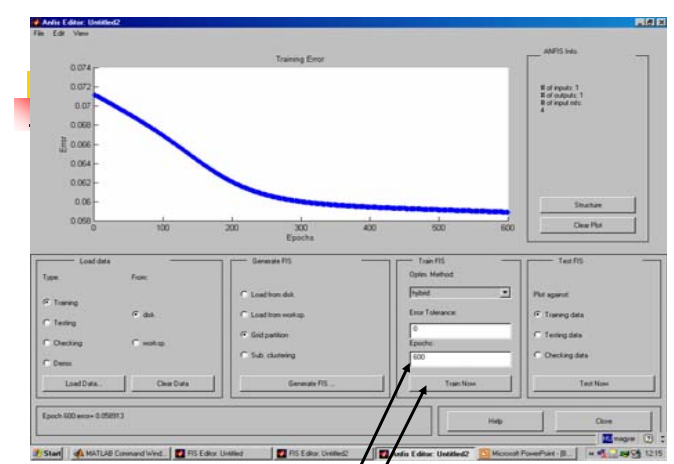 Anfis Editor: Untitled2
File Edit View
Training Error
0.074
0.072
0.07
0.068
0.066
0.064
0.062
0.06
0.058
Error
0 100 200 300 400 500 600
Epochs
ANFIS Info.
# of inputs: 1
# of outputs: 1
# of input mfs:
4
Structure
Clear Plot
Load data
Type:
From:
Training
Testing
Checking
Demo
disk
worksp.
Load Data...
Clear Data
Generate FIS
Load from disk
Load from worksp.
Grid partition
Sub. clustering
Generate FIS ...
Train FIS
Optim. Method:
hybrid
Error Tolerance:
0
Epochs:
600
Train Now
Test FIS
Plot against:
Training data
Testing data
Checking data
Test Now
Epoch 600:error= 0.058913
Help
Close
magyar
Start
MATLAB Command Wind...
FIS Editor: Untitled
FIS Editor: Untitled2
Anfis Editor: Untitled2
Microsoft PowerPoint - [B...
12:15